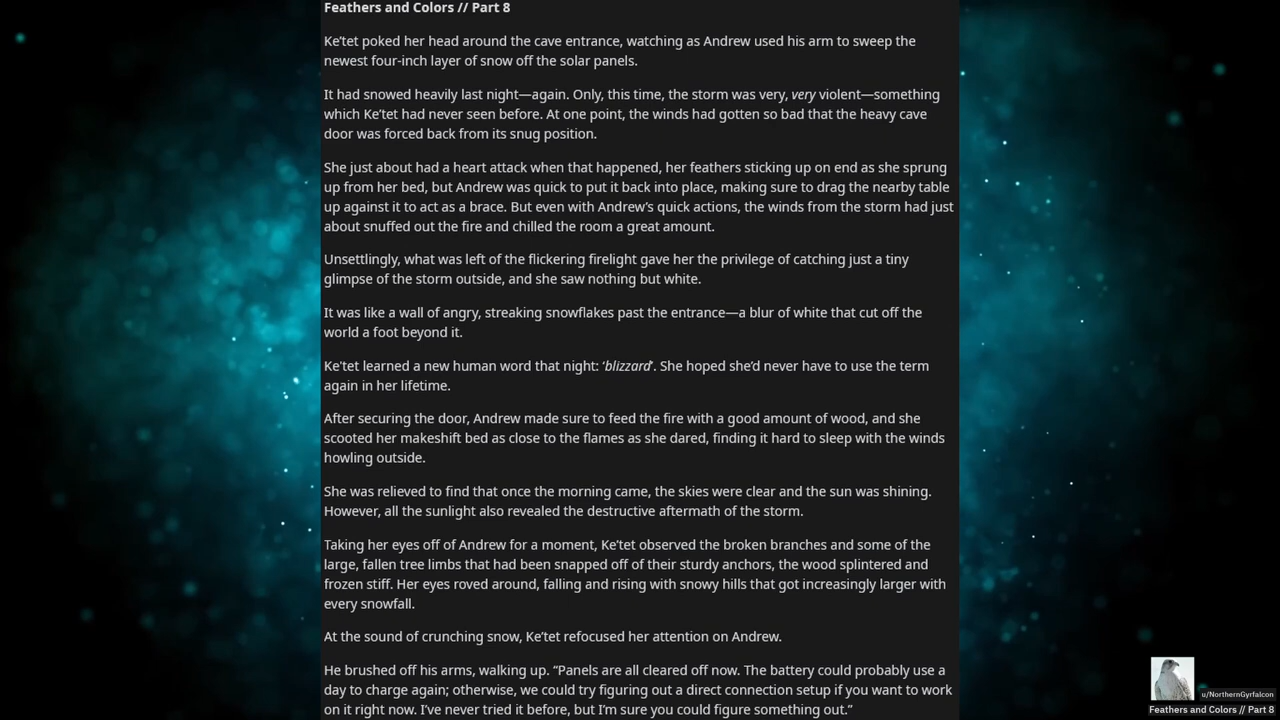 Feathers and Colors // Part 8
Ke’tet poked her head around the cave entrance, watching as Andrew used his arm to sweep the
newest four-inch layer of snow off the solar panels.
It had snowed heavily last night—again. Only, this time, the storm was very, very violent—something
which Ke’tet had never seen before. At one point, the winds had gotten so bad that the heavy cave
door was forced back from its snug position.
She just about had a heart attack when that happened, her feathers sticking up on end as she sprung
up from her bed, but Andrew was quick to put it back into place, making sure to drag the nearby table
up against it to act as a brace. But even with Andrew’s quick actions, the winds from the storm had just
about snuffed out the fire and chilled the room a great amount.
Unsettlingly, what was left of the flickering firelight gave her the privilege of catching just a tiny
glimpse of the storm outside, and she saw nothing but white.
It was like a wall of angry, streaking snowflakes past the entrance—a blur of white that cut off the
world a foot beyond it.
Ke'tet learned a new human word that night: ‘blizzard’. She hoped she’d never have to use the term
again in her lifetime.
After securing the door, Andrew made sure to feed the fire with a good amount of wood, and she
scooted her makeshift bed as close to the flames as she dared, finding it hard to sleep with the winds
howling outside.
She was relieved to find that once the morning came, the skies were clear and the sun was shining.
However, all the sunlight also revealed the destructive aftermath of the storm.
Taking her eyes off of Andrew for a moment, Ke’tet observed the broken branches and some of the
large, fallen tree limbs that had been snapped off of their sturdy anchors, the wood splintered and
frozen stiff. Her eyes roved around, falling and rising with snowy hills that got increasingly larger with
every snowfall.
At the sound of crunching snow, Ke’tet refocused her attention on Andrew.
He brushed off his arms, walking up. “Panels are all cleared off now. The battery could probably use a
day to charge again; otherwise, we could try figuring out a direct connection setup if you want to work
on it right now. I’ve never tried it before, but I’m sure you could figure something out.”
u/NorthernGyrfalcon
Feathers and Colors // Part 8